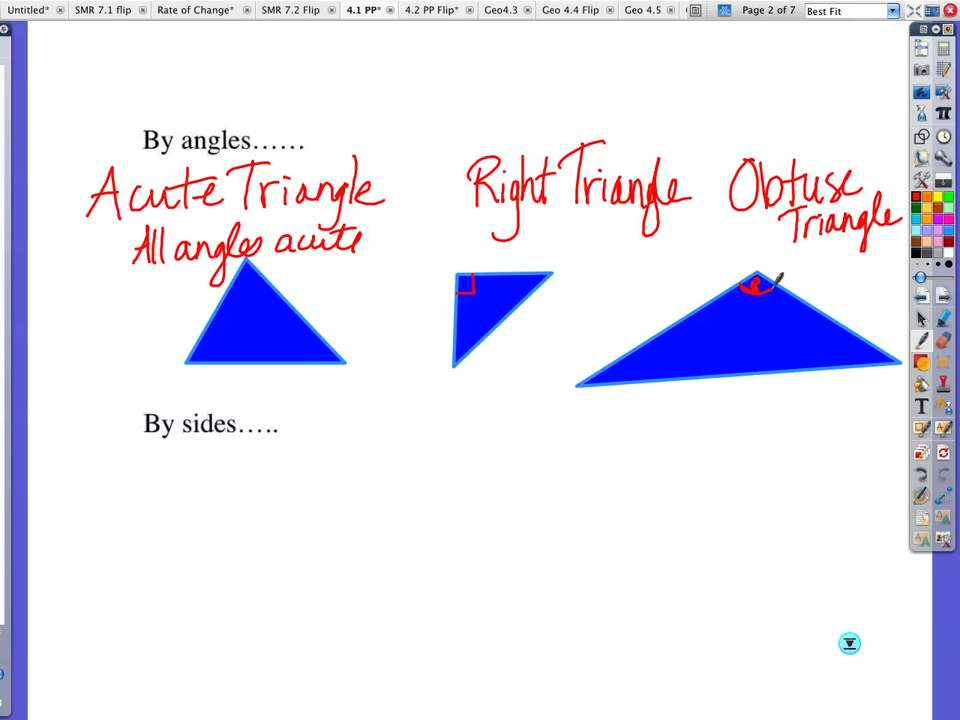 Untitled* SMR 7.1 flip Rate of Change* SMR 7.2 Flip 4.1 PP* 4.2 PP Flip* Geo4.3 Geo 4.4 Flip Geo 4.5 Page 2 of 7 Best Fit
By angles……
Acute Triangle Right Triangle Obtuse
Triangle
All angles acute
By sides…..